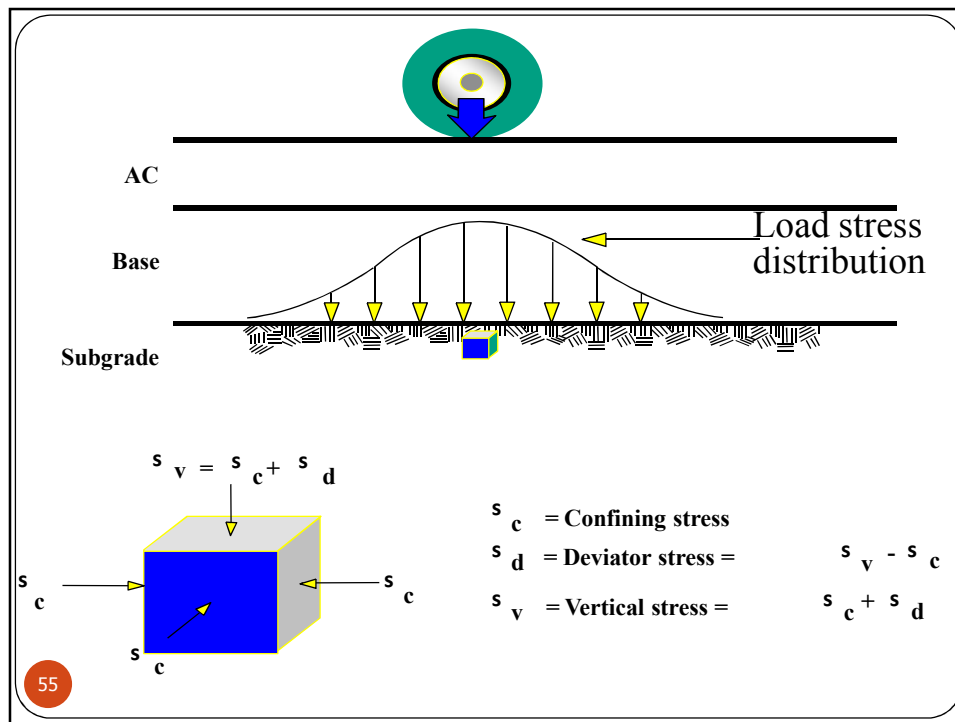 AC
Load stress
distribution
Base
Subgrade
s v = s c + s d
s c = Confining stress
s d = Deviator stress = s v - s c
s c
s c
s v = Vertical stress = s c + s d
s c
55